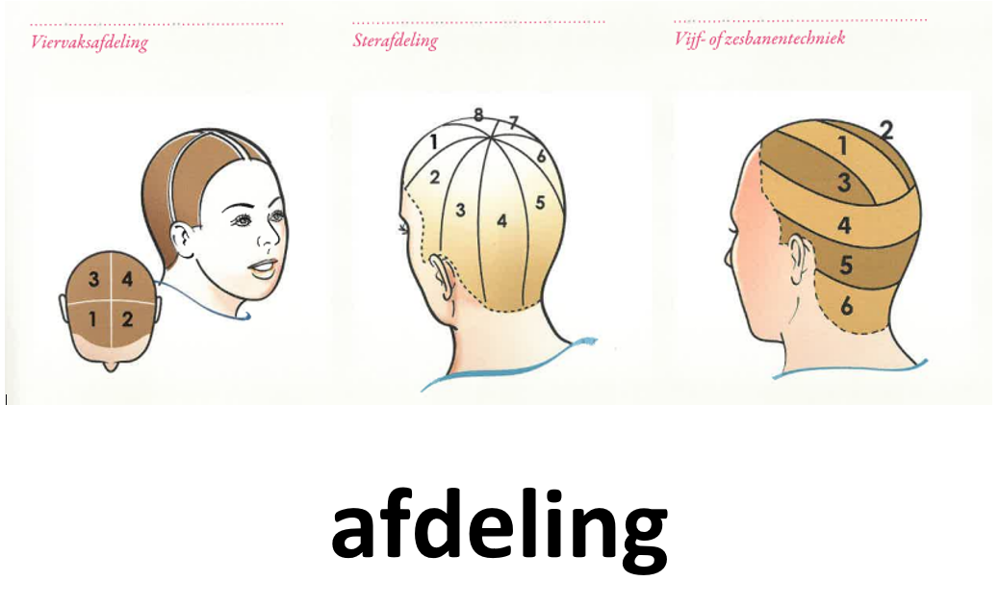 Viervaksafdeling
Sterafdeling
Vijf- of zesbanentechniek
3 4
1 2
8 7
1 6
2
3 4 5
2
1
3
4
5
6
afdeling